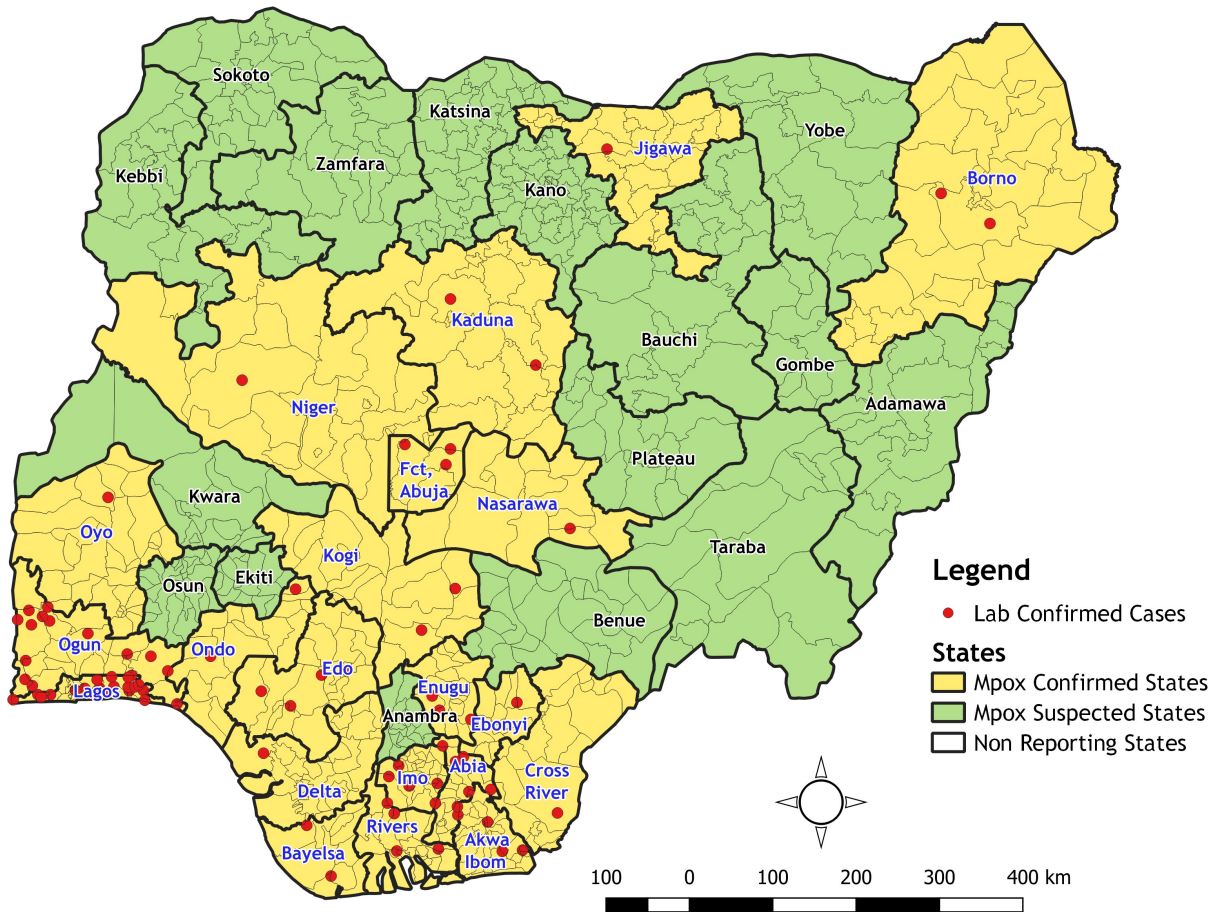 Sokoto
Katsina
Yobe
Jigawa
Zamfara
Kebbi
Kano
Borno
Kaduna
Bauchi
Gombe
Niger
Adamawa
Plateau
Fct,
Abuja
Kwara
Nasarawa
Oyo
Kogi
Taraba
Osun
Ekiti
Benue
Ogun
Ondo
Edo
Lagos
Enugu
Anambra
Ebonyi
Imo
Abia
Cross
River
Delta
Rivers
Akwa
Ibom
Bayelsa
Legend
Lab Confirmed Cases
States
Mpox Confirmed States
Mpox Suspected States
Non Reporting States
100 0 100 200 300 400 km